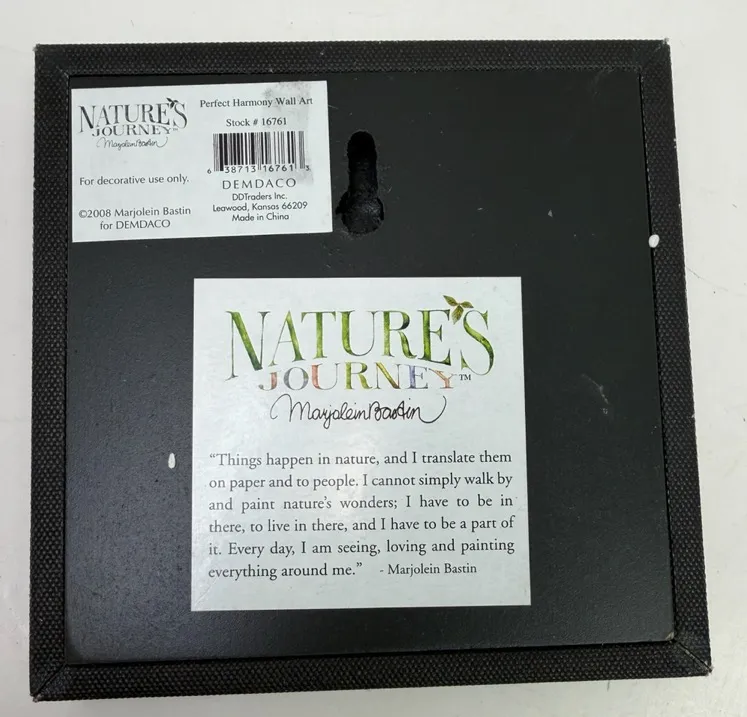 NATURE'S
JOURNEY™
Marjolein Bastin
For decorative use only.
©2008 Marjolein Bastin
for DEMDACO
Perfect Harmony Wall Art
Stock # 16761
6 38713 16761 3
DEMDACO
DDTraders Inc.
Leawood, Kansas 66209
Made in China
NATURE'S
JOURNEY™
Marjolein Bastin
“Things happen in nature, and I translate them
on paper and to people. I cannot simply walk by
and paint nature's wonders; I have to be in
there, to live in there, and I have to be a part of
it. Every day, I am seeing, loving and painting
everything around me.” - Marjolein Bastin